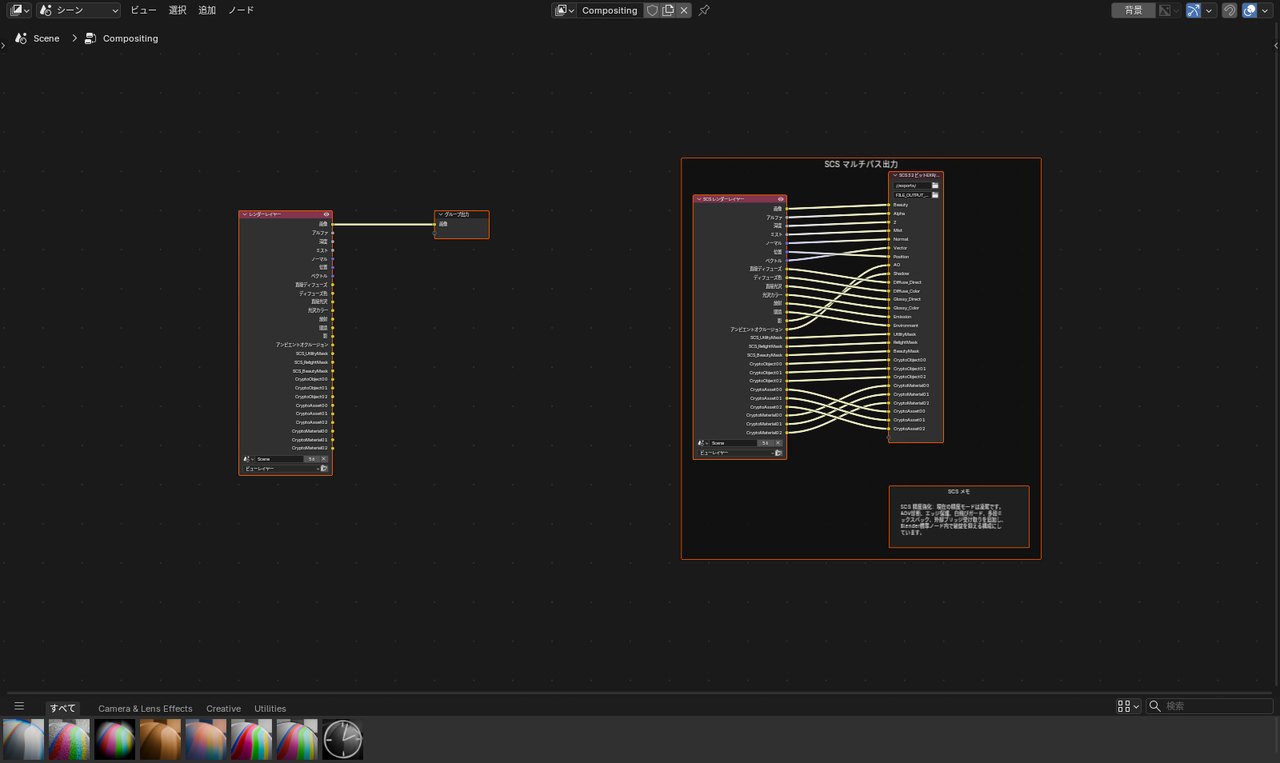 シーン ビュー 選択 追加 ノード Compositing 背景
Scene > Compositing
SCS マルチパス出力
レンダーレイヤー
画像
アルファ
深度
ミスト
ノーマル
位置
ベクトル
直接ディフューズ
ディフューズ色
直接光沢
光沢カラー
放射
環境
影
アンビエントオクルージョン
SCS_UtilityMask
SCS_RelightMask
SCS_BeautyMask
CryptoObject00
CryptoObject01
CryptoObject02
CryptoAsset00
CryptoAsset01
CryptoAsset02
CryptoMaterial00
CryptoMaterial01
CryptoMaterial02
Scene
ビューレイヤー
グループ出力
画像
SCS レンダーレイヤー
画像
アルファ
深度
ミスト
ノーマル
位置
ベクトル
直接ディフューズ
ディフューズ色
直接光沢
光沢カラー
放射
環境
影
アンビエントオクルージョン
SCS_UtilityMask
SCS_RelightMask
SCS_BeautyMask
CryptoObject00
CryptoObject01
CryptoObject02
CryptoAsset00
CryptoAsset01
CryptoAsset02
CryptoMaterial00
CryptoMaterial01
CryptoMaterial02
Scene
ビューレイヤー
SCS 32ビットEXR/...
//exports/
FILE_OUTPUT_...
Beauty
Alpha
Z
Mist
Normal
Vector
Position
AO
Shadow
Diffuse_Direct
Diffuse_Color
Glossy_Direct
Glossy_Color
Emission
Environment
UtilityMask
RelightMask
BeautyMask
CryptoObject00
CryptoObject01
CryptoObject02
CryptoMaterial00
CryptoMaterial01
CryptoMaterial02
CryptoAsset00
CryptoAsset01
CryptoAsset02
SCS メモ
すべて Camera & Lens Effects Creative Utilities 検索